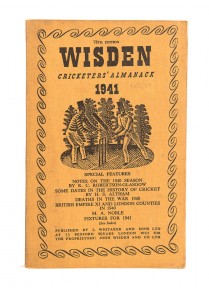 78TH EDITION
WISDEN
CRICKETERS' ALMANACK
1941
SPECIAL FEATURES
NOTES ON THE 1940 SEASON
BY R. C. ROBERTSON-GLASGOW
SOME DATES IN THE HISTORY OF CRICKET
BY H. S. ALTHAM
DEATHS IN THE WAR 1940
BRITISH EMPIRE XI AND LONDON COUNTIES
IN 1940
M. A. NOBLE
FIXTURES FOR 1941
(See Index)
PUBLISHED BY J. WHITAKER AND SONS LTD
AT 13 BEDFORD SQUARE LONDON WC1 FOR
THE PROPRIETORS: JOHN WISDEN AND CO LTD